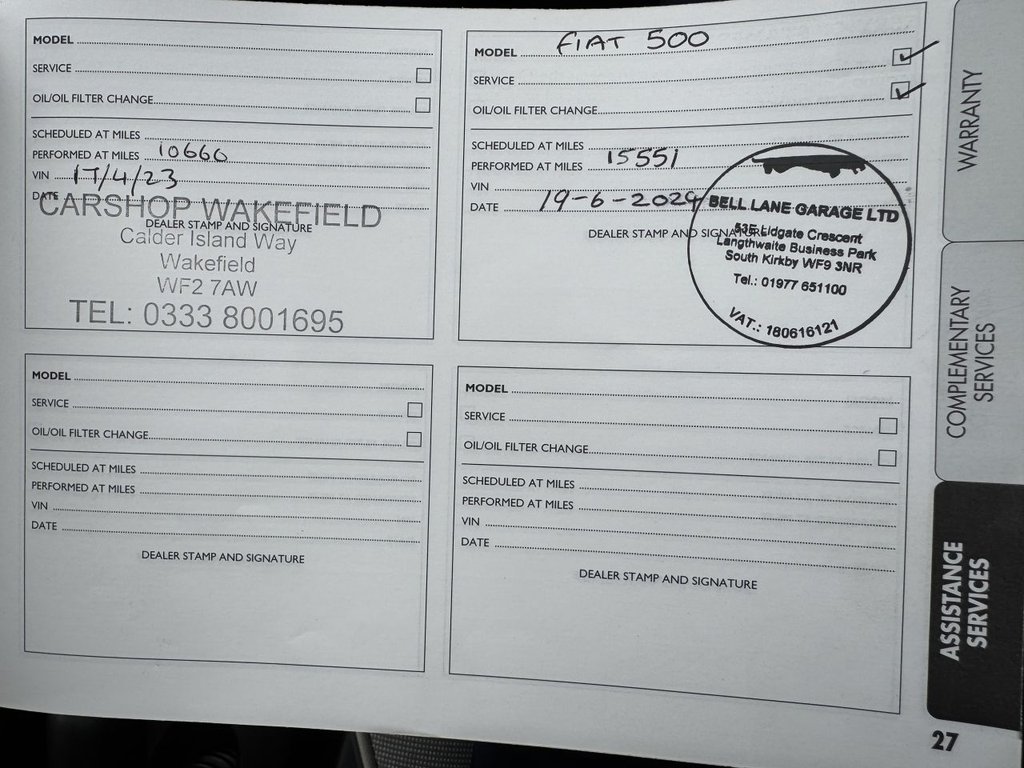 MODEL
SERVICE
OIL/OIL FILTER CHANGE
SCHEDULED AT MILES
PERFORMED AT MILES 10660
VIN 17/4/23
DATE
CARSHOP WAKEFIELD
DEALER STAMP AND SIGNATURE
Calder Island Way
Wakefield
WF2 7AW
TEL: 0333 8001695
MODEL FIAT 500
SERVICE
OIL/OIL FILTER CHANGE
SCHEDULED AT MILES
PERFORMED AT MILES 15551
VIN
DATE 19-6-2024
DEALER STAMP AND SIGNATURE
BELL LANE GARAGE LTD
53E Lidgate Crescent
Langthwaite Business Park
South Kirkby WF9 3NR
Tel.: 01977 651100
VAT.: 180616121
MODEL
SERVICE
OIL/OIL FILTER CHANGE
SCHEDULED AT MILES
PERFORMED AT MILES
VIN
DATE
DEALER STAMP AND SIGNATURE
MODEL
SERVICE
OIL/OIL FILTER CHANGE
SCHEDULED AT MILES
PERFORMED AT MILES
VIN
DATE
DEALER STAMP AND SIGNATURE
WARRANTY
COMPLEMENTARY
SERVICES
ASSISTANCE
SERVICES
27